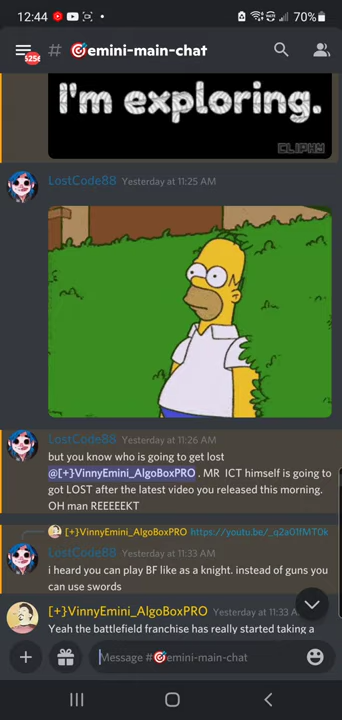 12:44
70%
# 🎯emini-main-chat
I'm exploring.
CLIPHY
LostCode88 Yesterday at 11:25 AM
LostCode88 Yesterday at 11:26 AM
but you know who is going to get lost
@[+}VinnyEmini_AlgoBoxPRO . MR ICT himself is going to
got LOST after the latest video you released this morning.
OH man REEEEEKT
[+}VinnyEmini_AlgoBoxPRO https://youtu.be/_q2a01fMT0k
LostCode88 Yesterday at 11:33 AM
i heard you can play BF like as a knight. instead of guns you
can use swords
[+}VinnyEmini_AlgoBoxPRO Yesterday at 11:33 A
Yeah the battlefield franchise has really started taking a
Message #🎯emini-main-chat